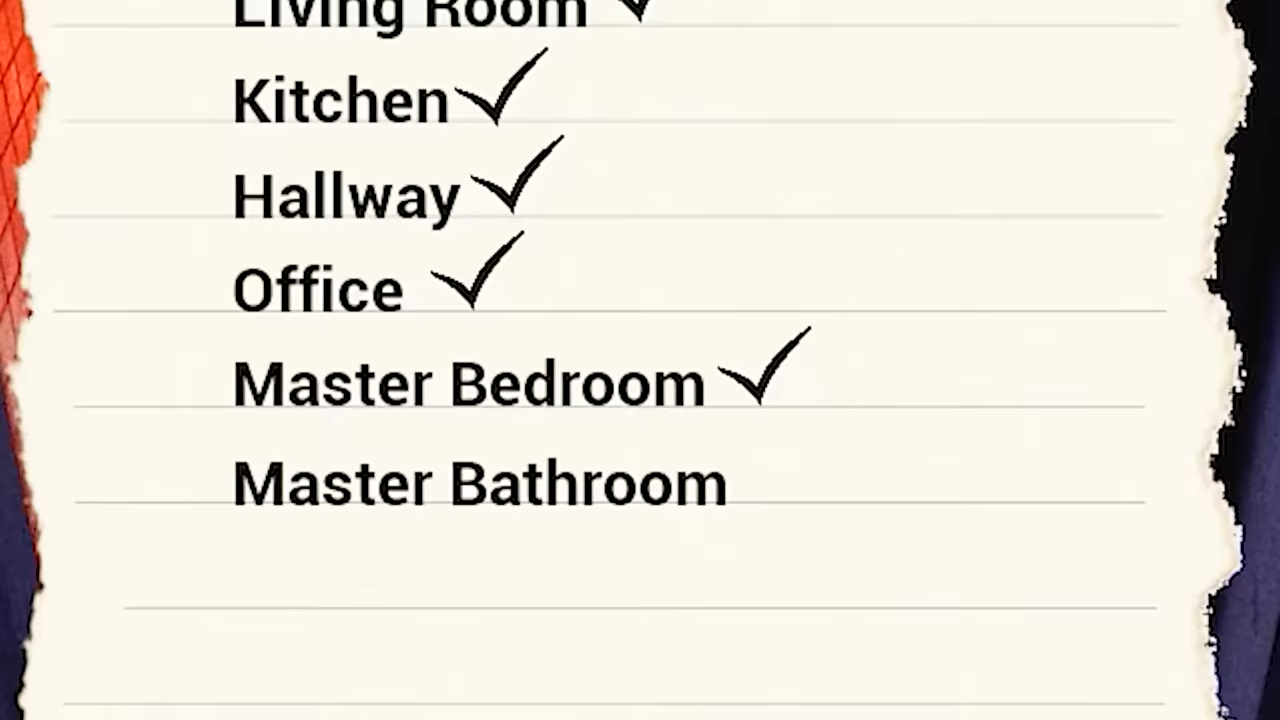 Living Room ✓
Kitchen ✓
Hallway ✓
Office ✓
Master Bedroom ✓
Master Bathroom